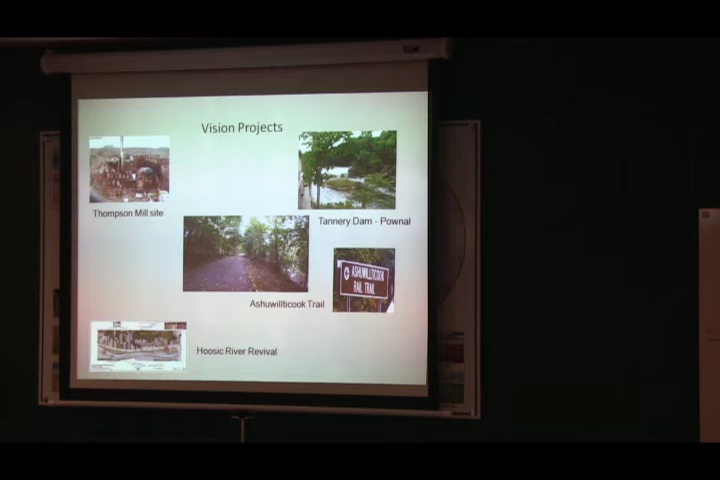 Vision Projects
Thompson Mill site
Tannery Dam - Pownal
ASHUWILLTICOOK
RAIL TRAIL
Ashuwillticook Trail
Hoosic River Revival